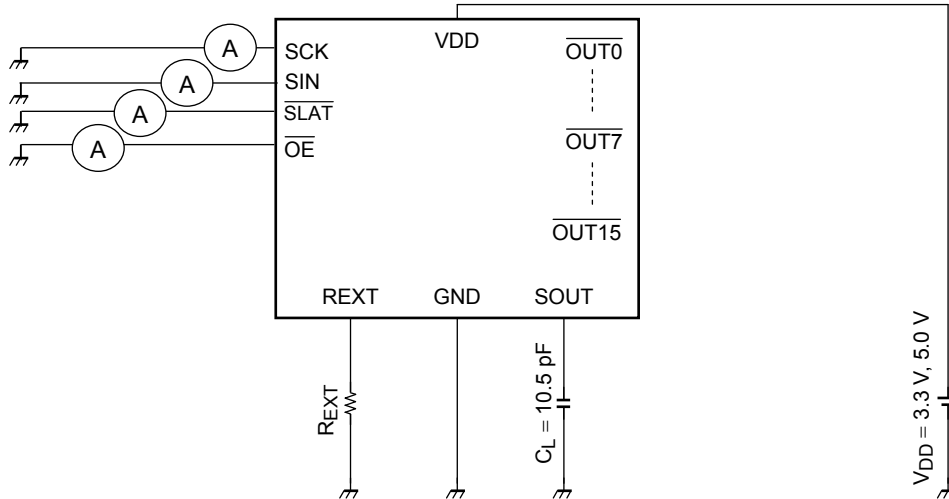 VDD
A
SCK
A
SIN
A
SLAT
A
OE
OUT0
OUT7
OUT15
REXT
GND
SOUT
REXT
CL = 10.5 pF
VDD = 3.3 V, 5.0 V